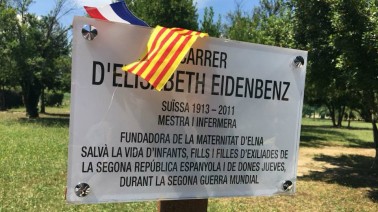 CARRER
D'ELISABETH EIDENBENZ
SUÏSSA 1913 - 2011
MESTRA I INFERMERA
FUNDADORA DE LA MATERNITAT D'ELNA
SALVÀ LA VIDA D'INFANTS, FILLS I FILLES D'EXILIADES DE
LA SEGONA REPÚBLICA ESPANYOLA I DE DONES JUEVES,
DURANT LA SEGONA GUERRA MUNDIAL